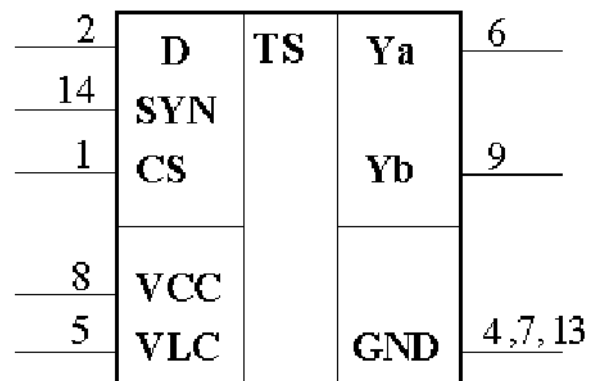 2 D TS Ya 6
14 SYN
1 CS Yb 9
8 VCC
5 VLC GND 4 ,7, 13